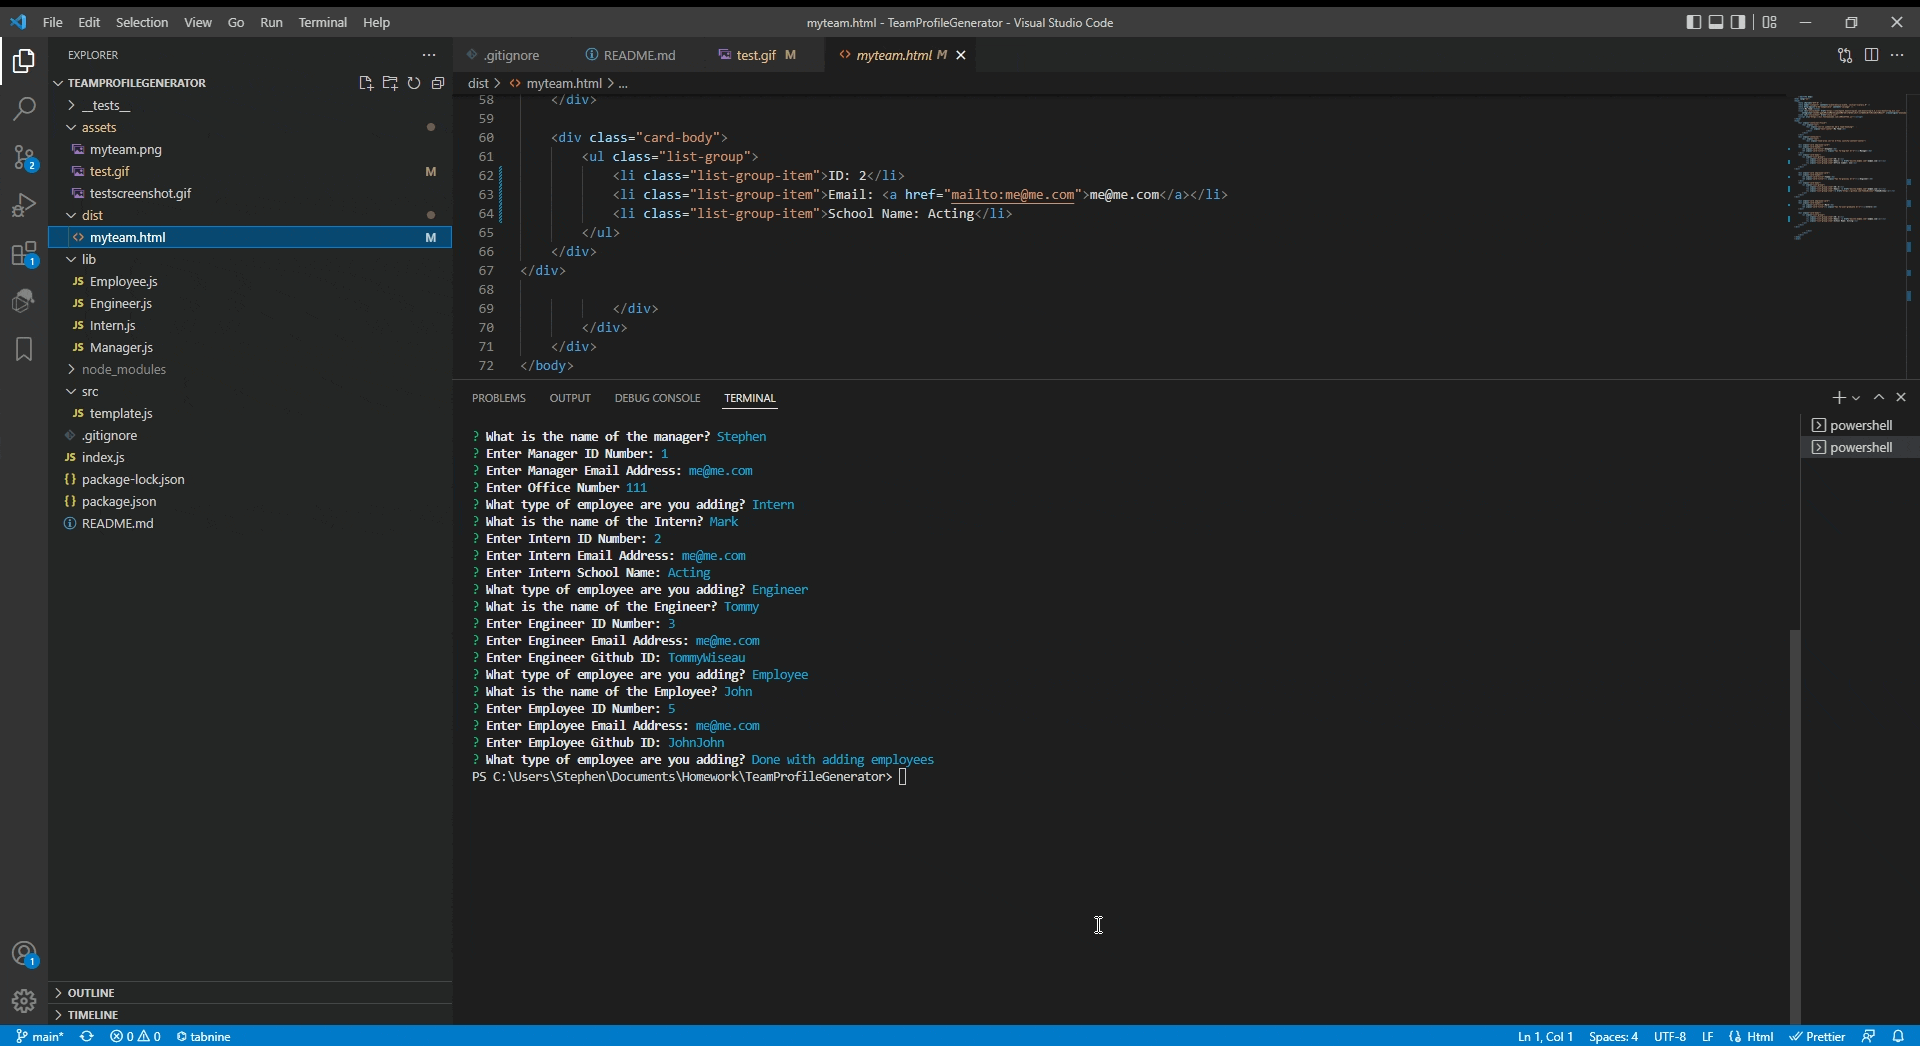 File Edit Selection View Go Run Terminal Help
myteam.html - TeamProfileGenerator - Visual Studio Code
EXPLORER
TEAMPROFILEGENERATOR
__tests__
assets
myteam.png
test.gif M
testscreenshot.gif
dist
myteam.html M
lib
JS Employee.js
JS Engineer.js
JS Intern.js
JS Manager.js
node_modules
src
JS template.js
.gitignore
JS index.js
{} package-lock.json
{} package.json
README.md
OUTLINE
TIMELINE
2
1
1
.gitignore README.md test.gif M myteam.html M
dist > myteam.html > ...
58 </div>
59
60 <div class="card-body">
61 <ul class="list-group">
62 <li class="list-group-item">ID: 2</li>
63 <li class="list-group-item">Email: <a href="mailto:me@me.com">me@me.com</a></li>
64 <li class="list-group-item">School Name: Acting</li>
65 </ul>
66 </div>
67 </div>
68
69 </div>
70 </div>
71 </div>
72 </body>
PROBLEMS OUTPUT DEBUG CONSOLE TERMINAL
? What is the name of the manager? Stephen
? Enter Manager ID Number: 1
? Enter Manager Email Address: me@me.com
? Enter Office Number 111
? What type of employee are you adding? Intern
? What is the name of the Intern? Mark
? Enter Intern ID Number: 2
? Enter Intern Email Address: me@me.com
? Enter Intern School Name: Acting
? What type of employee are you adding? Engineer
? What is the name of the Engineer? Tommy
? Enter Engineer ID Number: 3
? Enter Engineer Email Address: me@me.com
? Enter Engineer Github ID: TommyWiseau
? What type of employee are you adding? Employee
? What is the name of the Employee? John
? Enter Employee ID Number: 5
? Enter Employee Email Address: me@me.com
? Enter Employee Github ID: JohnJohn
? What type of employee are you adding? Done with adding employees
PS C:\Users\Stephen\Documents\Homework\TeamProfileGenerator>
powershell
powershell
main* 0 0 tabnine
Ln 1, Col 1 Spaces: 4 UTF-8 LF Html Prettier